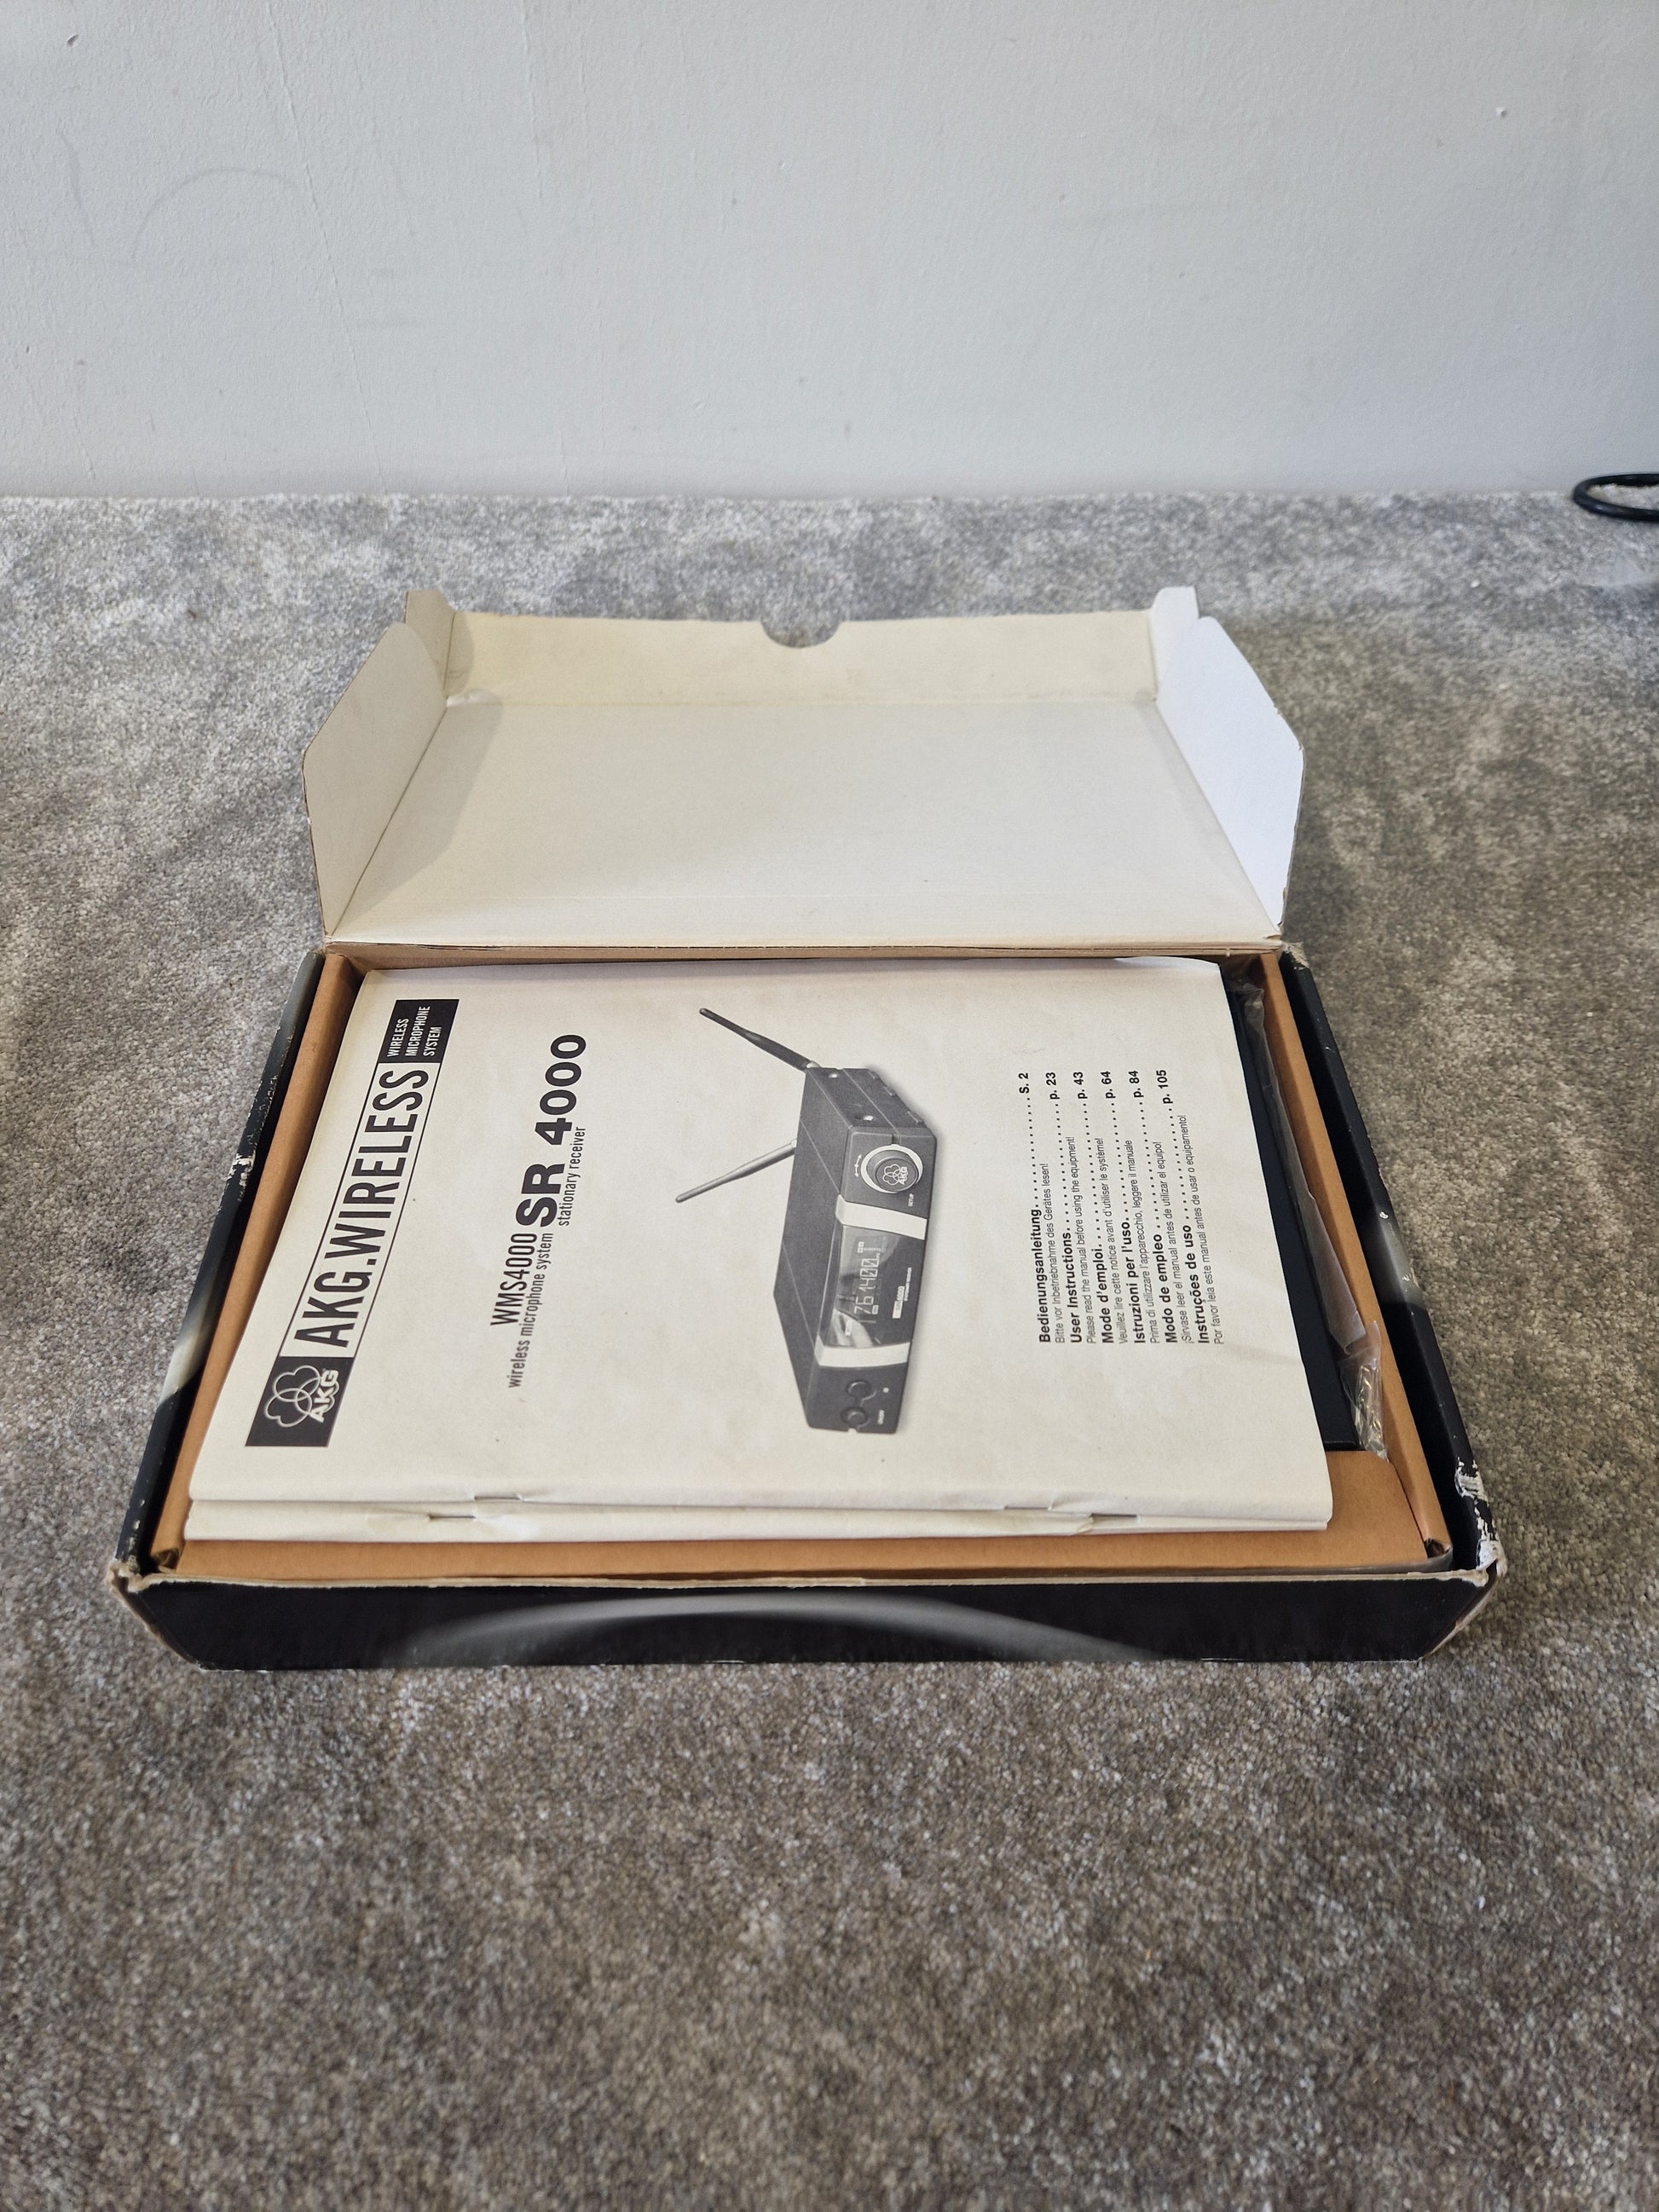 AKG
AKG.WIRELESS
WIRELESS
MICROPHONE
SYSTEM
WMS4000 SR 4000
wireless microphone system stationary receiver
AKG
Bedienungsanleitung. . . . . . . . . . . . . . . S. 2
Bitte vor Inbetriebnahme des Gerätes lesen!
User Instructions. . . . . . . . . . . . . . . . p. 23
Please read the manual before using the equipment!
Mode d'emploi. . . . . . . . . . . . . . . . . . p. 43
Veuillez lire cette notice avant d'utiliser le système!
Istruzioni per l'uso. . . . . . . . . . . . . . . p. 64
Prima di utilizzare l'apparecchio, leggere il manuale
Modo de empleo . . . . . . . . . . . . . . . . . p. 84
¡Sírvase leer el manual antes de utilizar el equipo!
Instruções de uso . . . . . . . . . . . . . . . . p. 105
Por favor leia este manual antes de usar o equipamento!